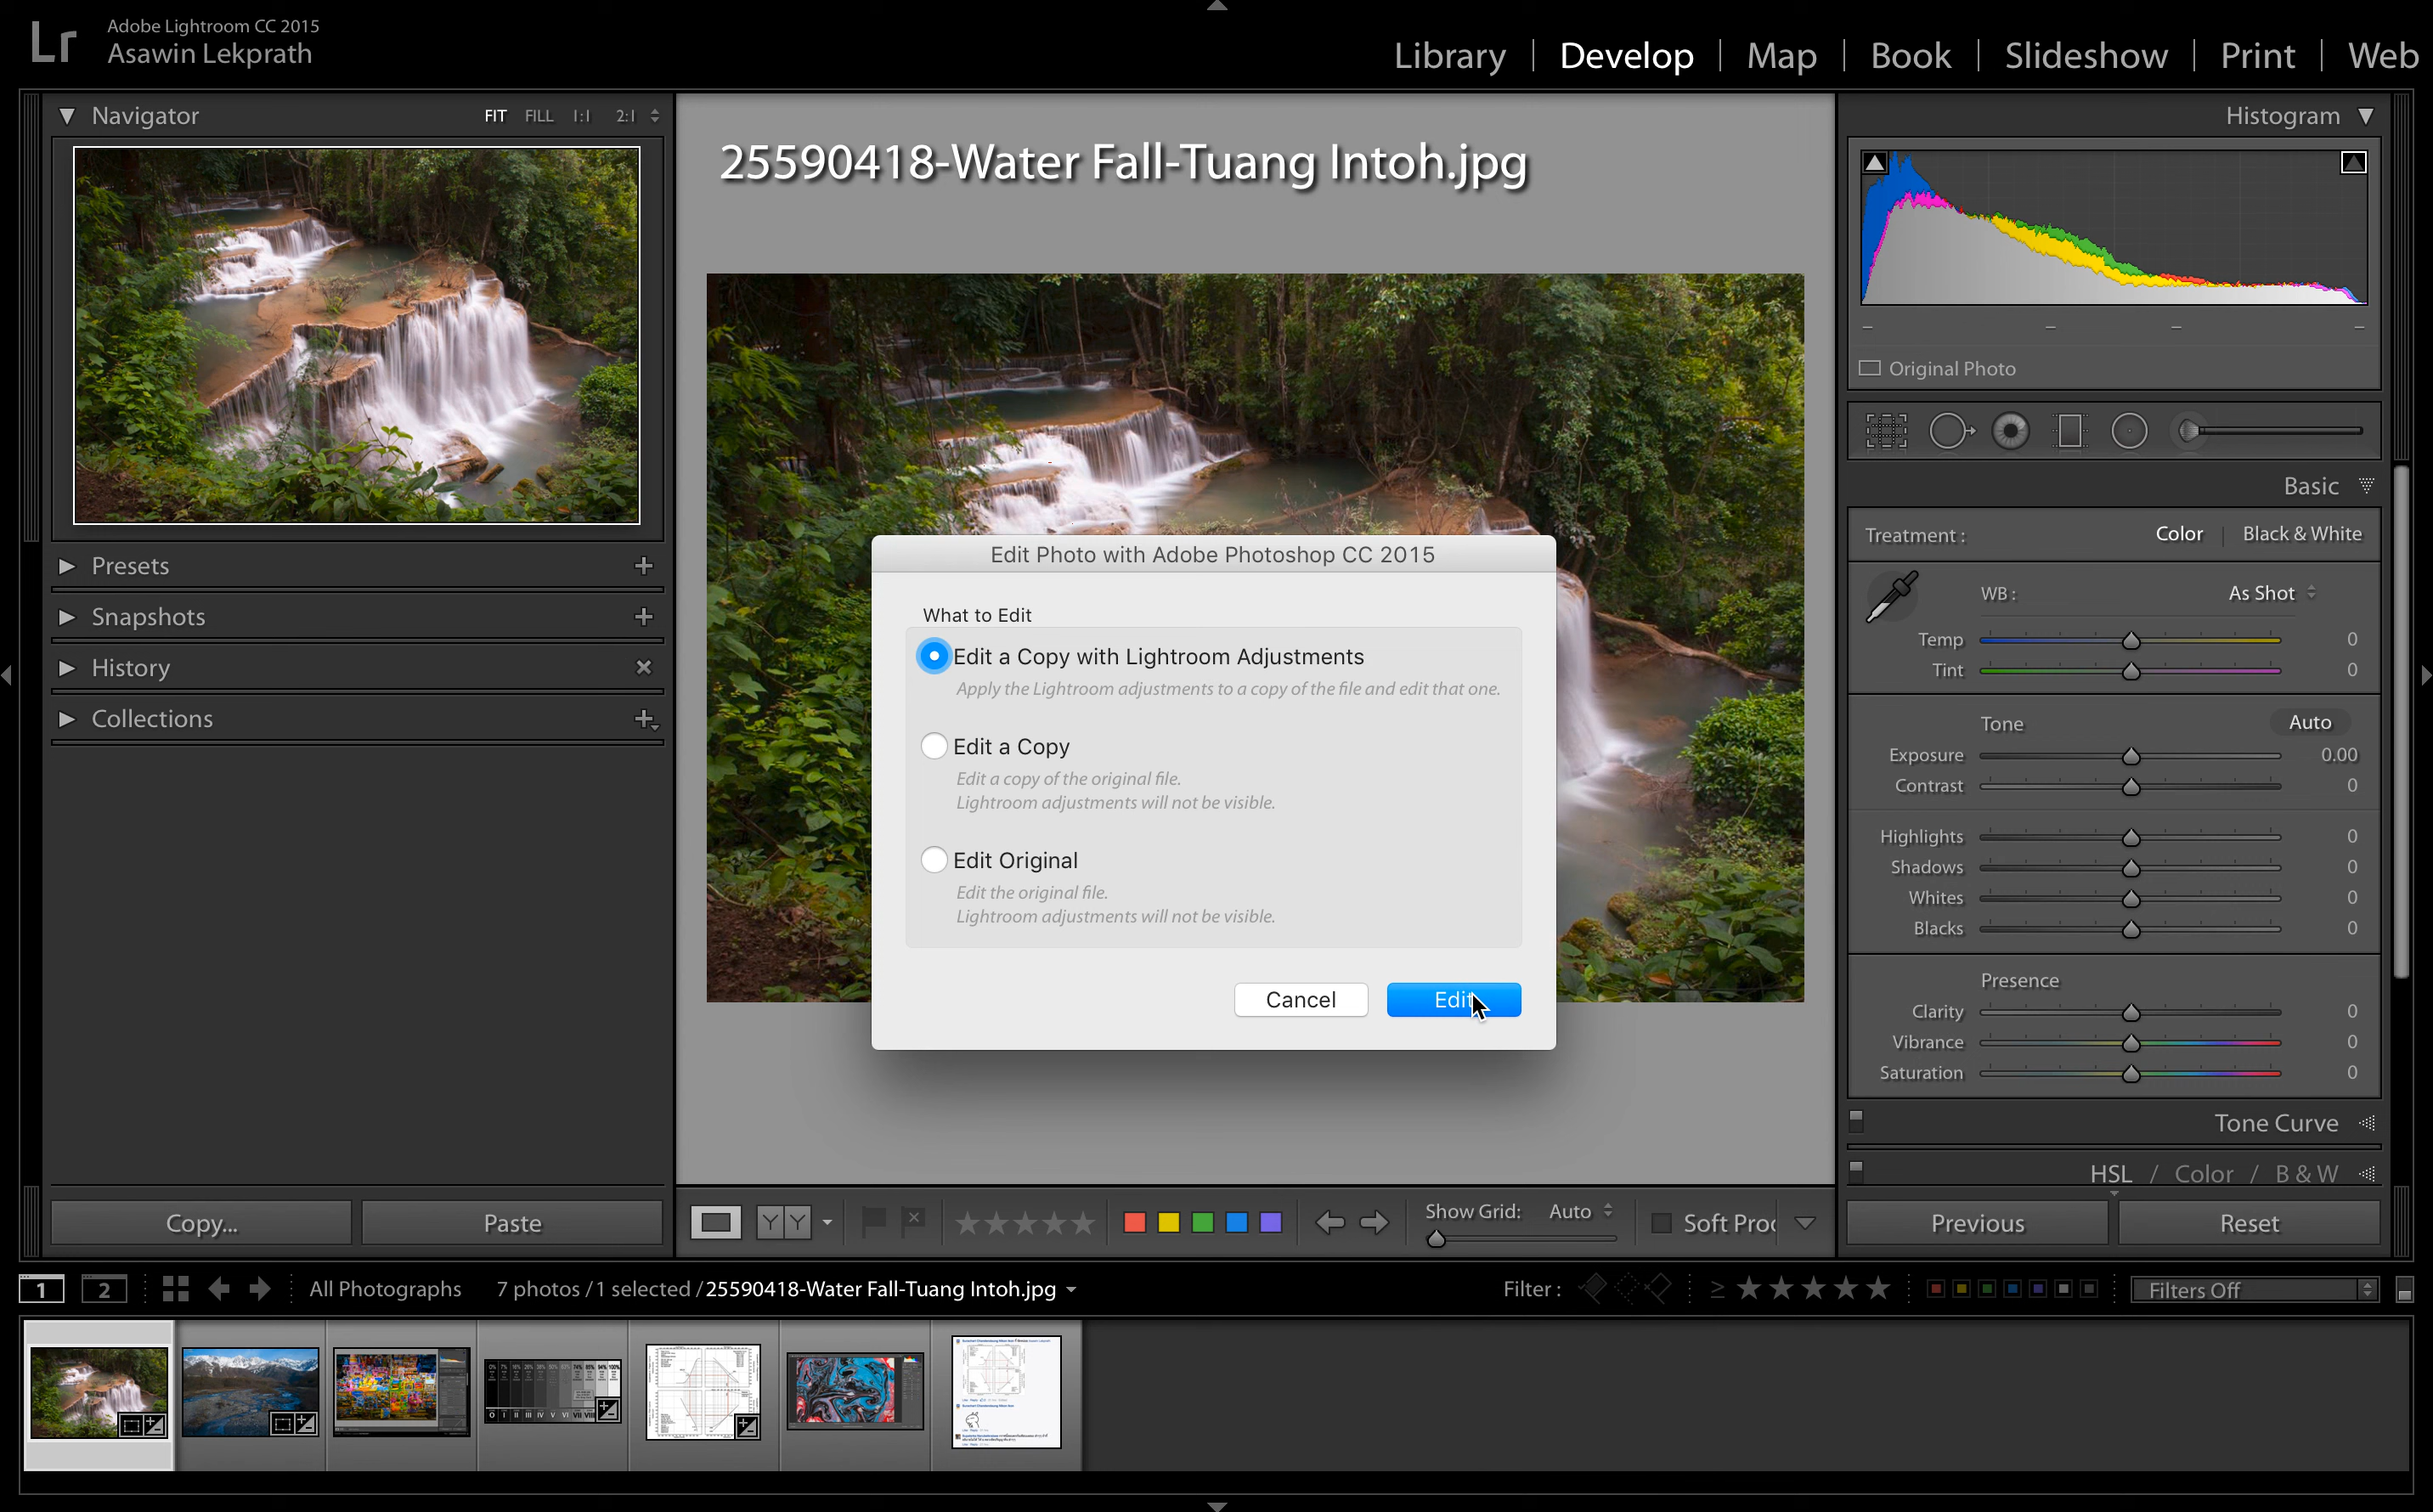 Lr
Adobe Lightroom CC 2015
Asawin Lekprath
Library | Develop | Map | Book | Slideshow | Print | Web
Navigator
FIT FILL 1:1 2:1
Presets
Snapshots
History
Collections
Copy...
Paste
25590418-Water Fall-Tuang Intoh.jpg
Edit Photo with Adobe Photoshop CC 2015
What to Edit
Edit a Copy with Lightroom Adjustments
Apply the Lightroom adjustments to a copy of the file and edit that one.
Edit a Copy
Edit a copy of the original file.
Lightroom adjustments will not be visible.
Edit Original
Edit the original file.
Lightroom adjustments will not be visible.
Cancel
Edit
Show Grid: Auto
Soft Proo
Histogram
Original Photo
Basic
Treatment : Color | Black & White
WB : As Shot
Temp 0
Tint 0
Tone Auto
Exposure 0.00
Contrast 0
Highlights 0
Shadows 0
Whites 0
Blacks 0
Presence
Clarity 0
Vibrance 0
Saturation 0
Tone Curve
HSL / Color / B & W
Previous
Reset
1 2 All Photographs 7 photos / 1 selected / 25590418-Water Fall-Tuang Intoh.jpg
Filter : ≥ Filters Off